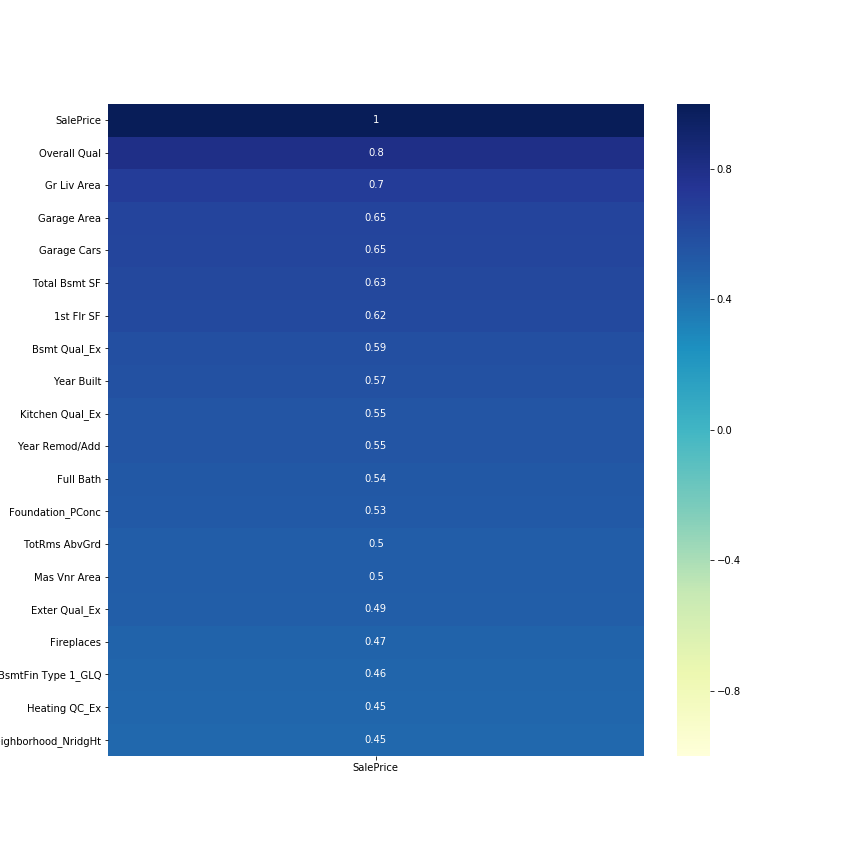 SalePrice 1
Overall Qual 0.8
Gr Liv Area 0.7
Garage Area 0.65
Garage Cars 0.65
Total Bsmt SF 0.63
1st Flr SF 0.62
Bsmt Qual_Ex 0.59
Year Built 0.57
Kitchen Qual_Ex 0.55
Year Remod/Add 0.55
Full Bath 0.54
Foundation_PConc 0.53
TotRms AbvGrd 0.5
Mas Vnr Area 0.5
Exter Qual_Ex 0.49
Fireplaces 0.47
BsmtFin Type 1_GLQ 0.46
Heating QC_Ex 0.45
ighborhood_NridgHt 0.45
SalePrice
0.8
0.4
0.0
−0.4
−0.8